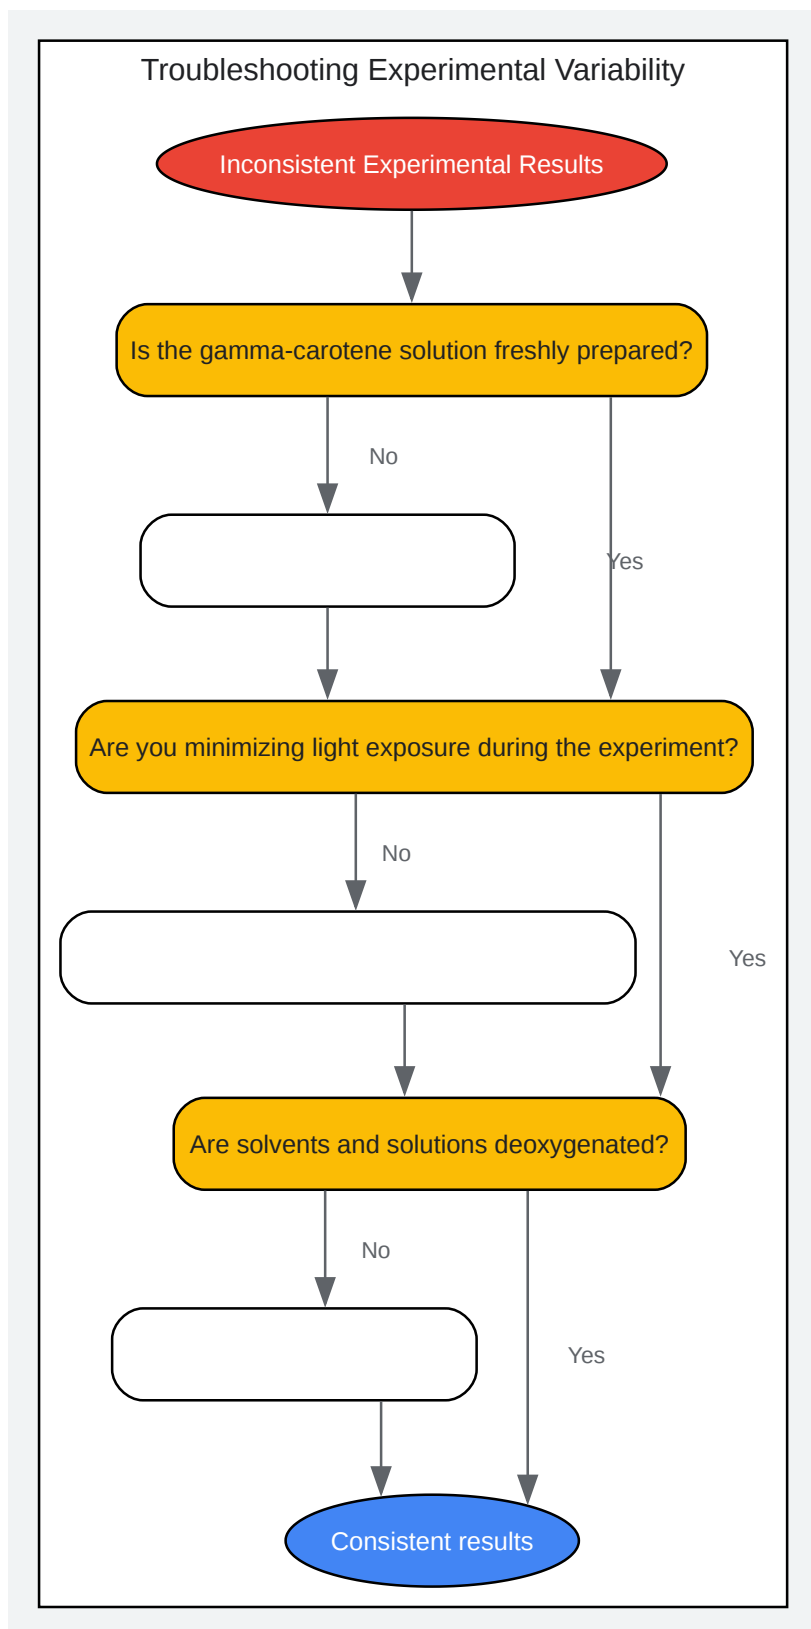 Troubleshooting Experimental Variability
Inconsistent Experimental Results
Is the gamma-carotene solution freshly prepared?
No
Yes
Are you minimizing light exposure during the experiment?
No
Yes
Are solvents and solutions deoxygenated?
No
Yes
Consistent results